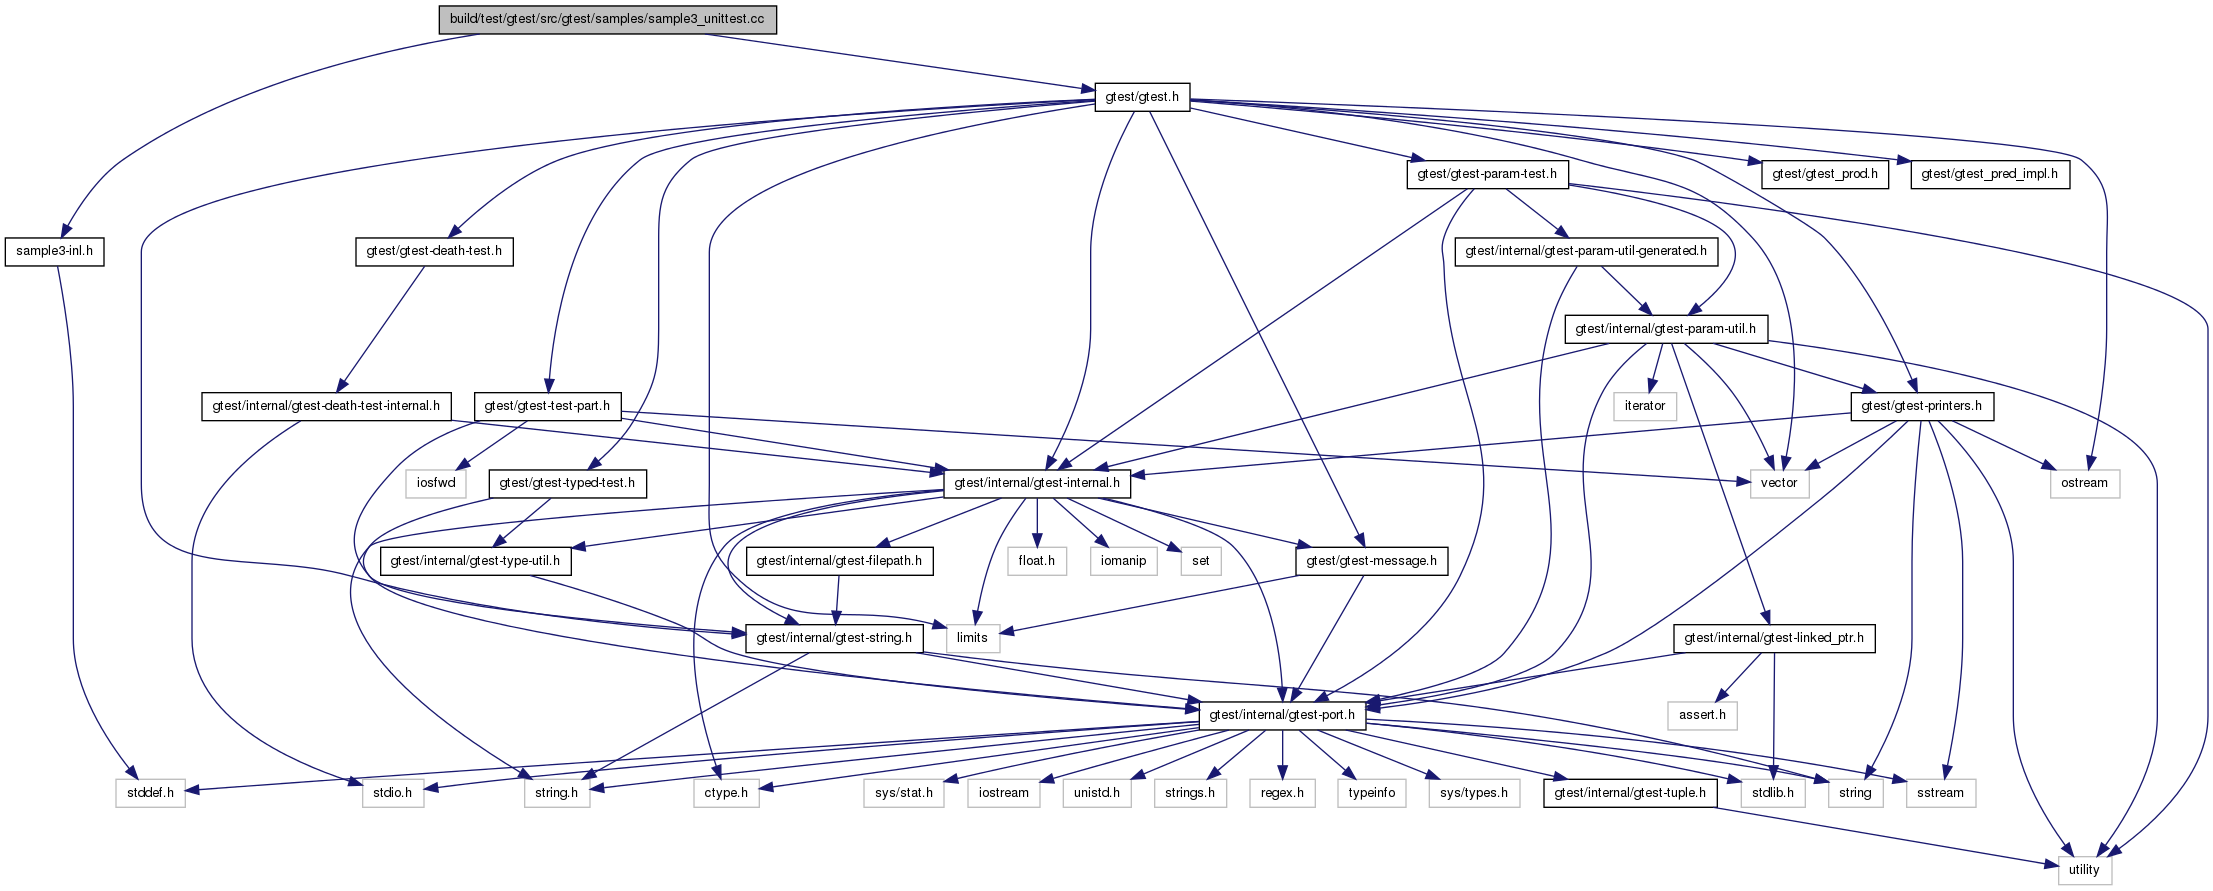 build/test/gtest/src/gtest/samples/sample3_unittest.cc
gtest/gtest.h
gtest/gtest-param-test.h
gtest/gtest_prod.h
gtest/gtest_pred_impl.h
sample3-inl.h
gtest/gtest-death-test.h
gtest/internal/gtest-param-util-generated.h
gtest/internal/gtest-param-util.h
gtest/internal/gtest-death-test-internal.h
gtest/gtest-test-part.h
iterator
gtest/gtest-printers.h
iosfwd
gtest/gtest-typed-test.h
gtest/internal/gtest-internal.h
vector
ostream
gtest/internal/gtest-type-util.h
gtest/internal/gtest-filepath.h
float.h
iomanip
set
gtest/gtest-message.h
gtest/internal/gtest-string.h
limits
gtest/internal/gtest-linked_ptr.h
gtest/internal/gtest-port.h
assert.h
stddef.h
stdio.h
string.h
ctype.h
sys/stat.h
iostream
unistd.h
strings.h
regex.h
typeinfo
sys/types.h
gtest/internal/gtest-tuple.h
stdlib.h
string
sstream
utility